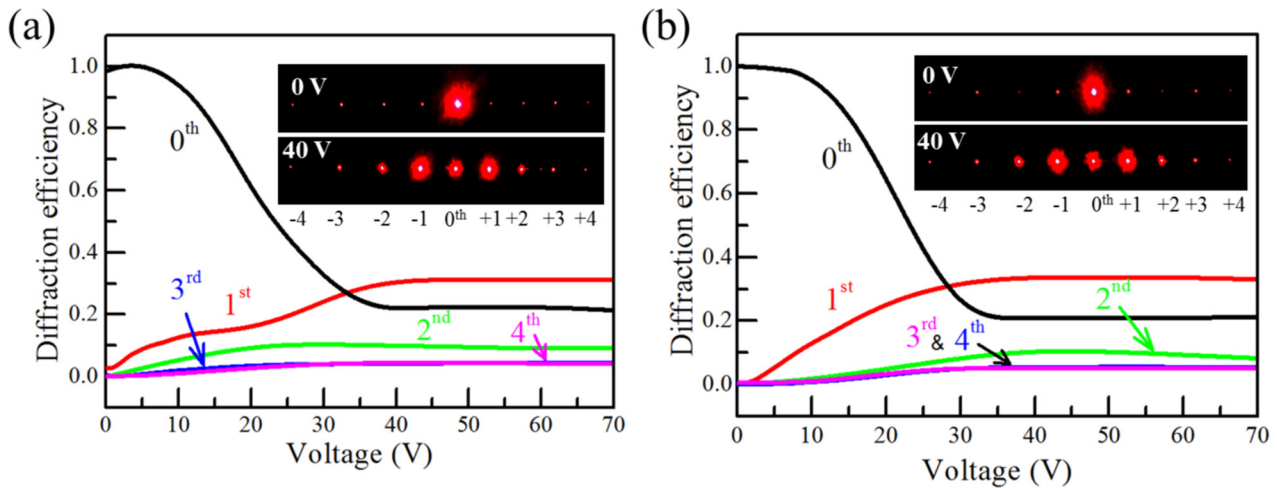 (a)
Diffraction efficiency
1.0
0.8
0.6
0.4
0.2
0.0
0 V
40 V
-4 -3 -2 -1 0th +1 +2 +3 +4
0th
3rd
1st
2nd
4th
0 10 20 30 40 50 60 70
Voltage (V)
(b)
Diffraction efficiency
1.0
0.8
0.6
0.4
0.2
0.0
0 V
40 V
-4 -3 -2 -1 0th +1 +2 +3 +4
0th
1st
2nd
3rd & 4th
0 10 20 30 40 50 60 70
Voltage (V)